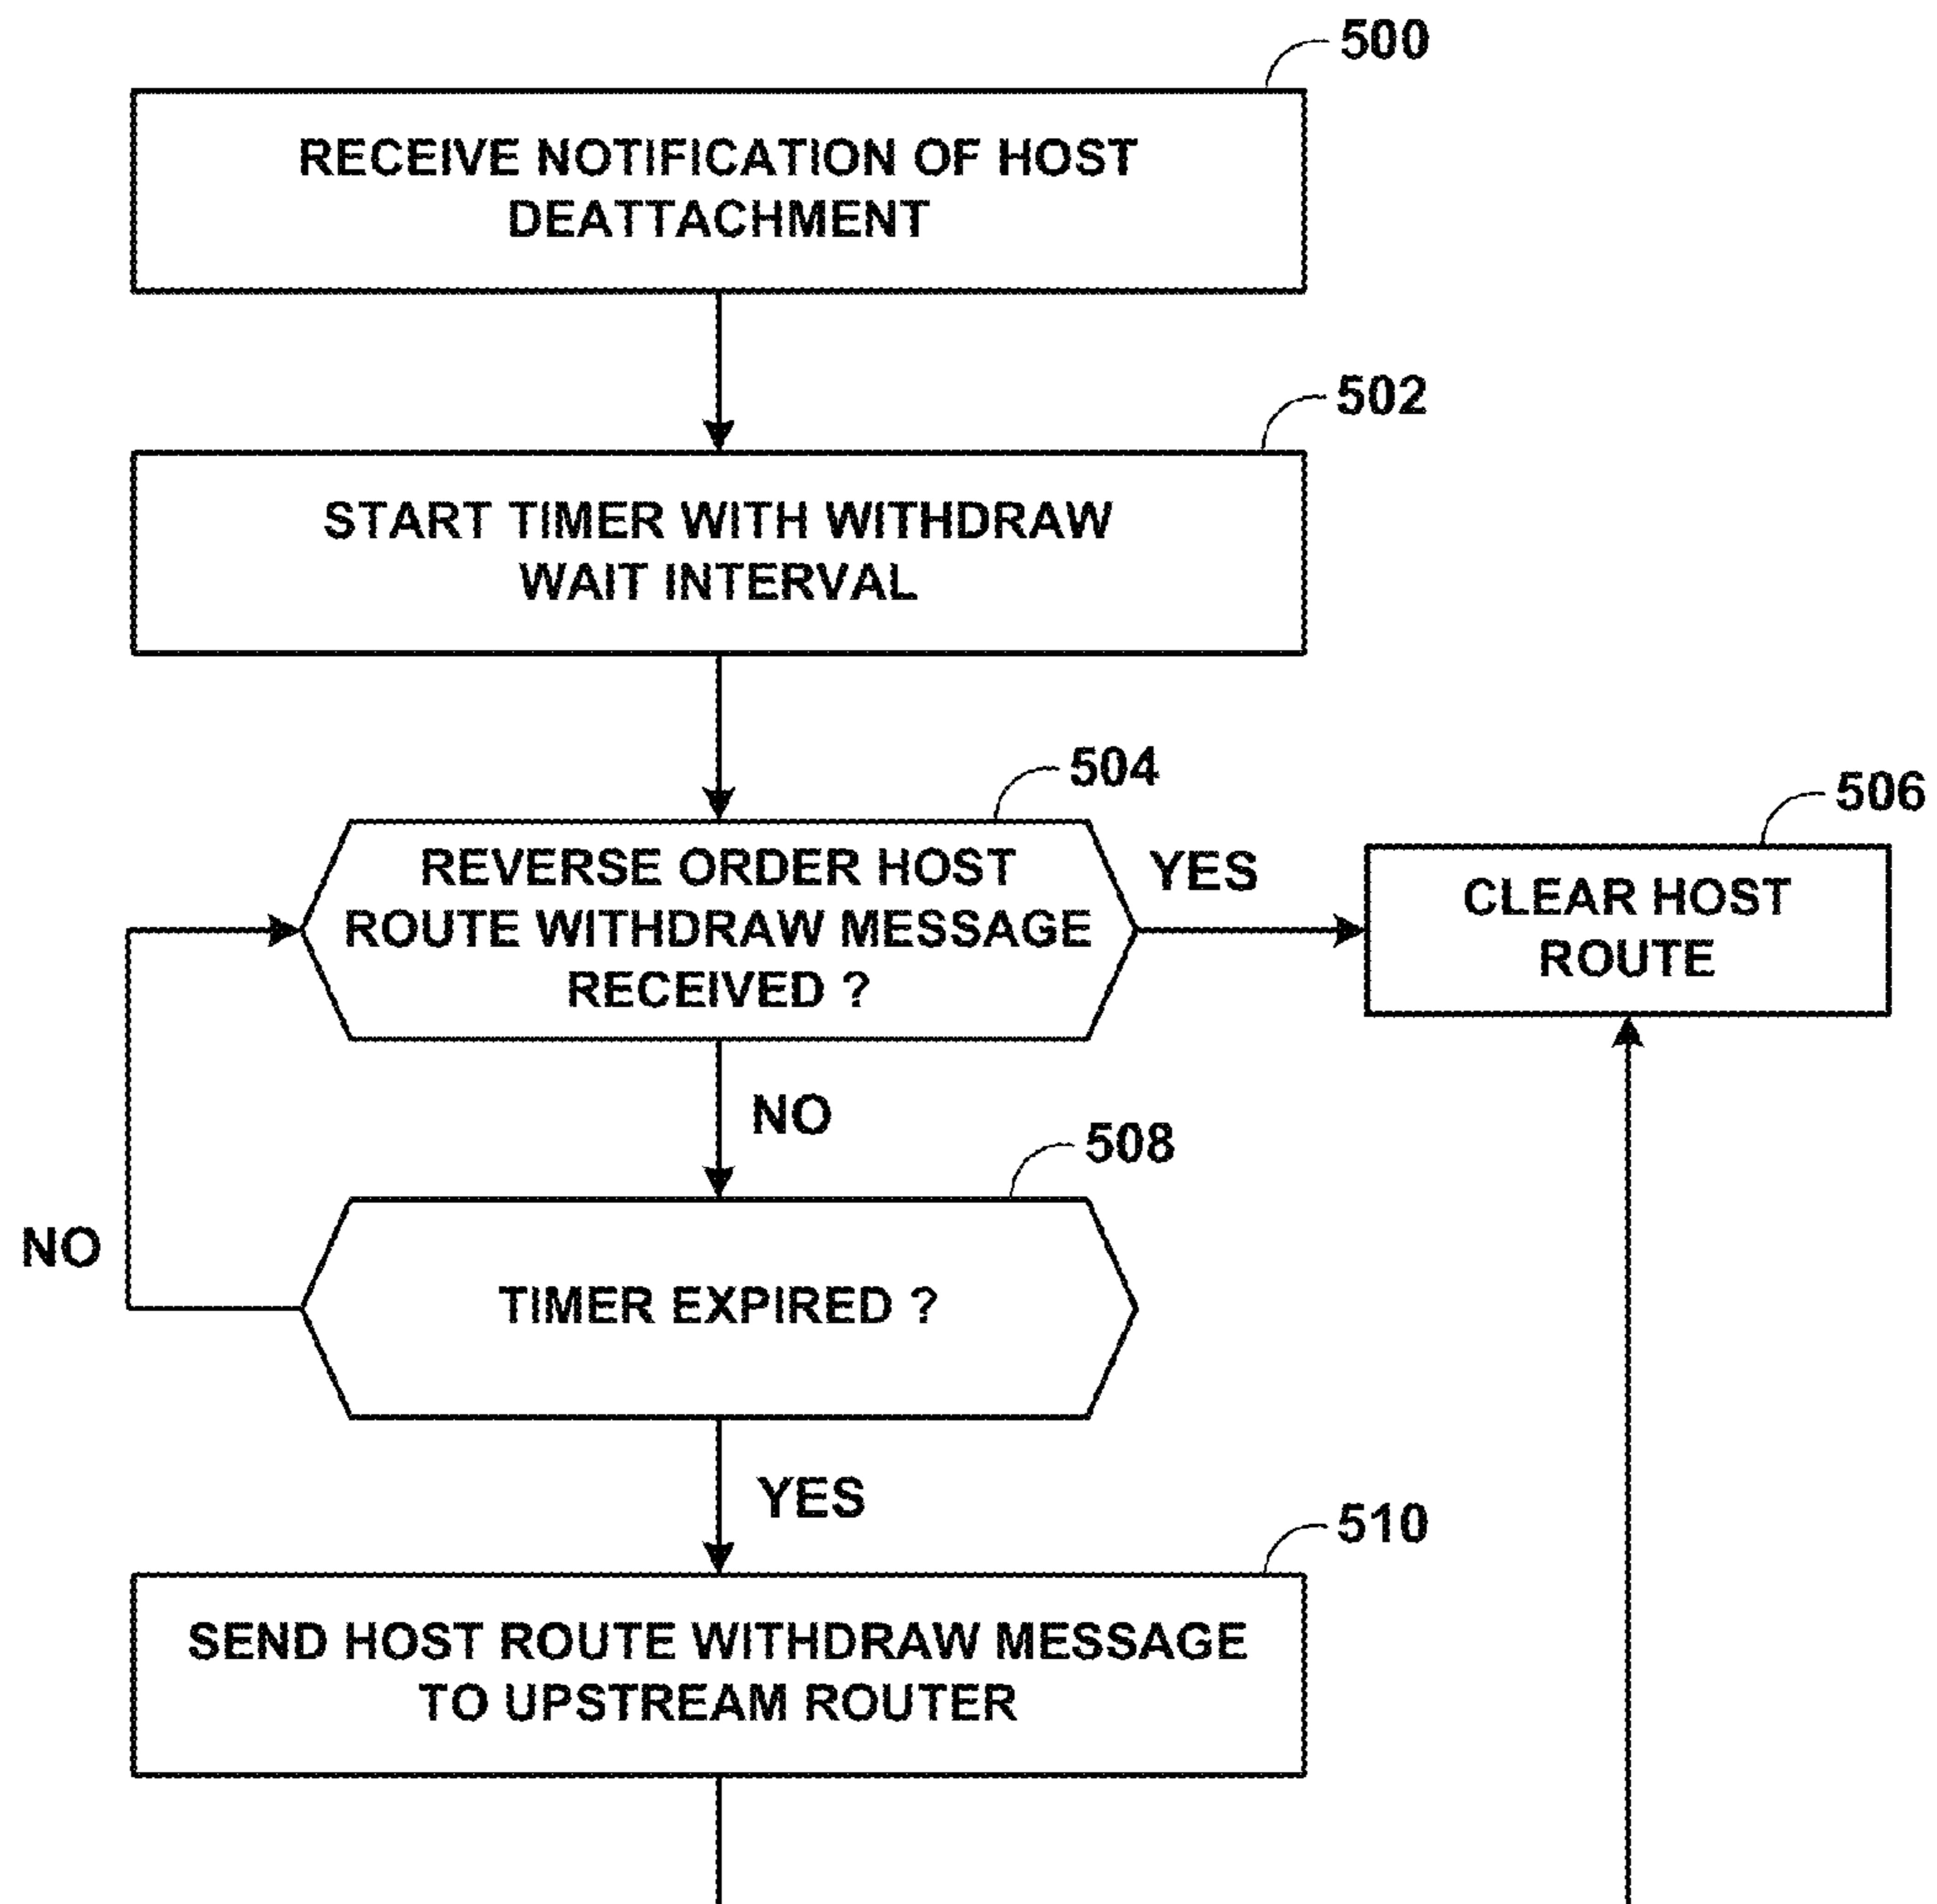 500
RECEIVE NOTIFICATION OF HOST
DEATTACHMENT
502
START TIMER WITH WITHDRAW
WAIT INTERVAL
504
REVERSE ORDER HOST
ROUTE WITHDRAW MESSAGE
RECEIVED ?
YES
506
CLEAR HOST
ROUTE
NO
508
TIMER EXPIRED ?
NO
YES
510
SEND HOST ROUTE WITHDRAW MESSAGE
TO UPSTREAM ROUTER